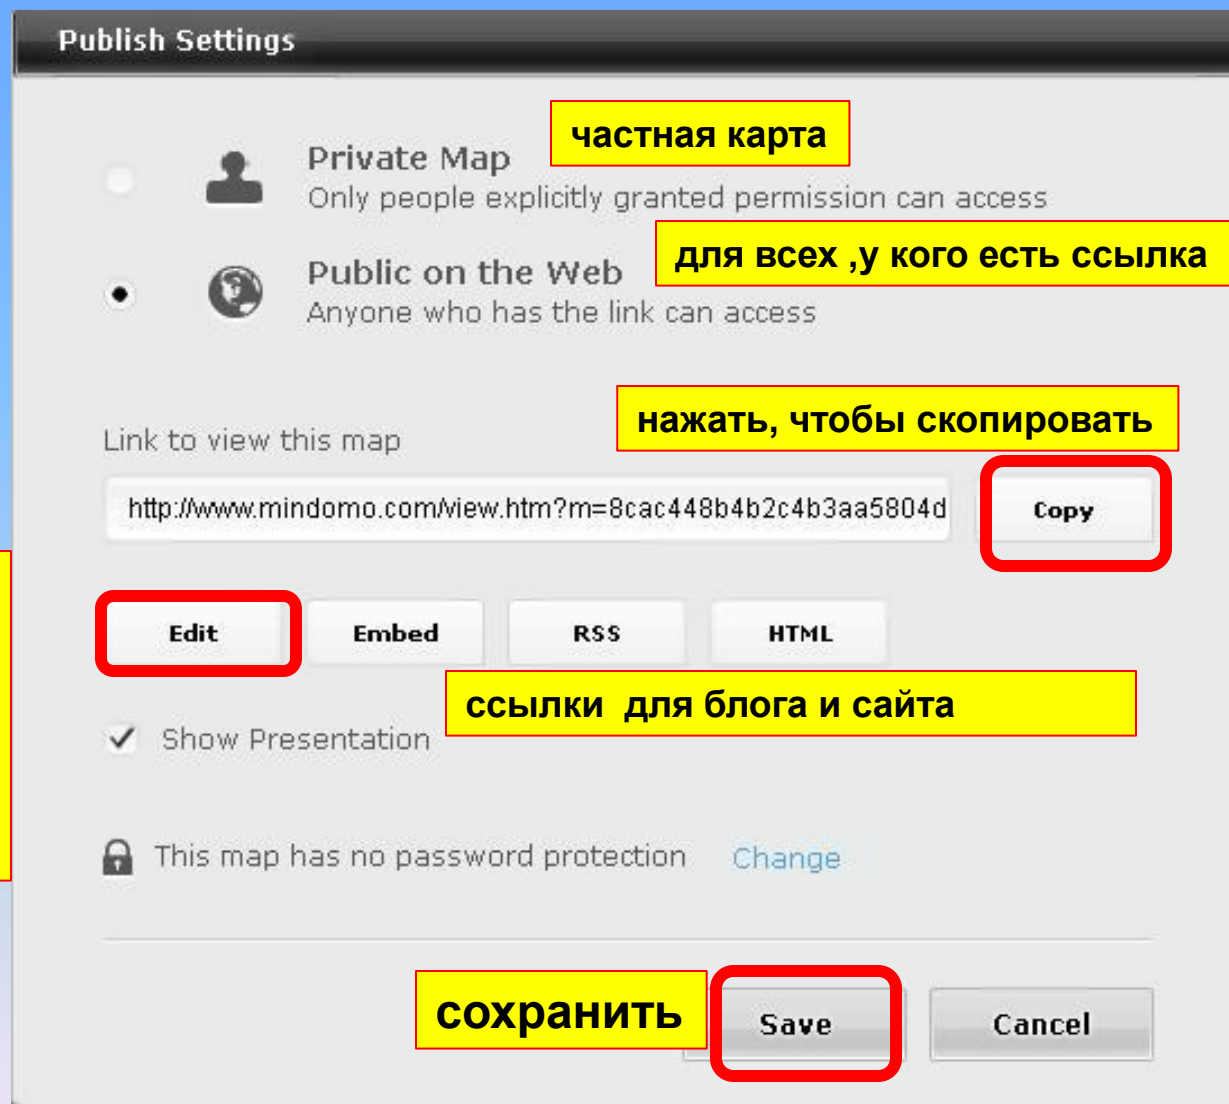 Publish Settings
частная карта
Private Map
Only people explicitly granted permission can access
для всех ,у кого есть ссылка
Public on the Web
Anyone who has the link can access
нажать, чтобы скопировать
Link to view this map
http://www.mindomo.com/view.htm?m=8cac448b4b2c4b3aa5804d
Copy
Edit Embed RSS HTML
ссылки для блога и сайта
Show Presentation
This map has no password protection Change
сохранить
Save Cancel